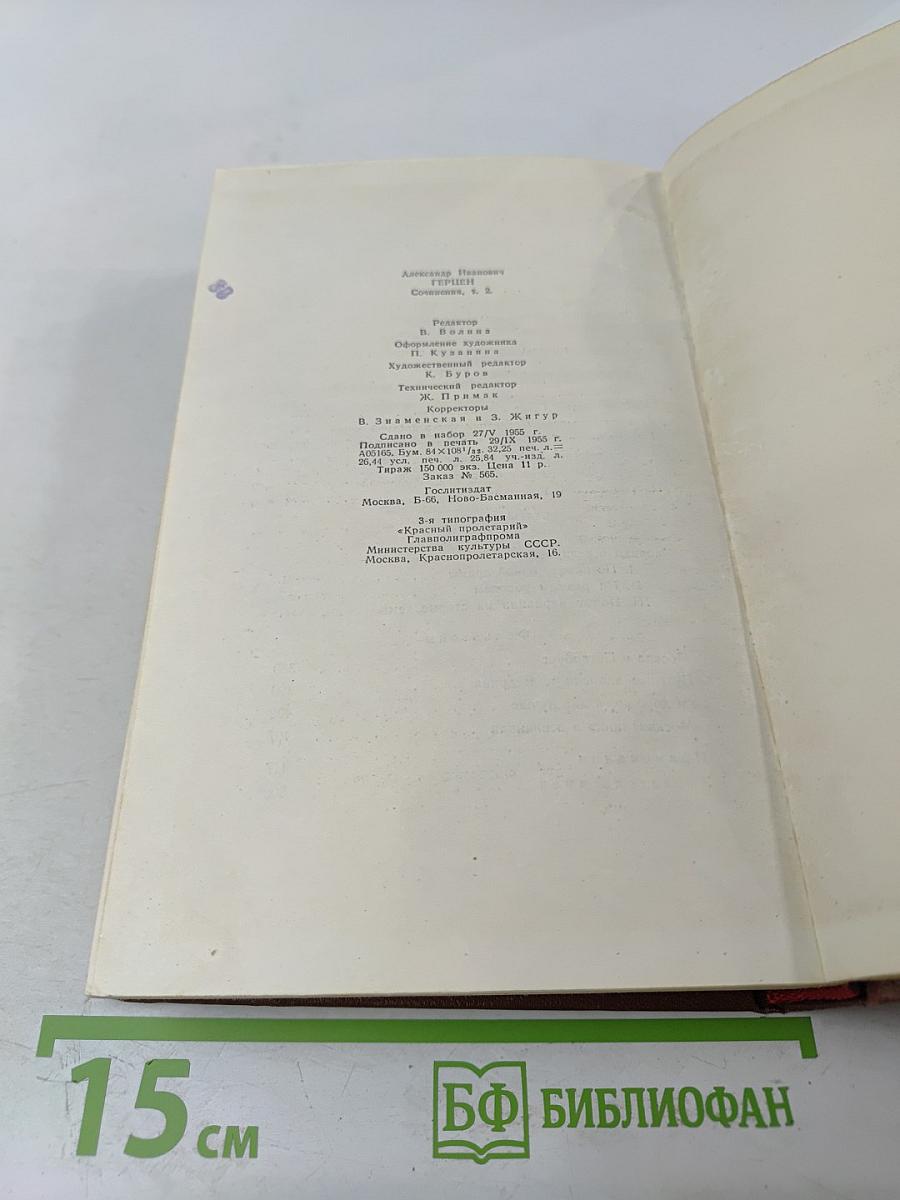 Александр Иванович
ГЕРЦЕН
Сочинения, т. 2.
Редактор
В. Волина
Оформление художника
П. Кузаняна
Художественный редактор
К. Буров
Технический редактор
Ж. Примак
Корректоры
В. Знаменская и З. Жигур
Сдано в набор 27/V 1955 г.
Подписано в печать 29/IX 1955 г.
А05165. Бум. 84×108¹/₃₂. 32,25 печ. л.=
26,44 усл. печ. л. 25,84 уч.-изд. л.
Тираж 150 000 экз. Цена 11 р.
Заказ № 565.
Гослитиздат
Москва, Б-66, Ново-Басманная, 19
3-я типография
«Красный пролетарий»
Главполиграфпрома
Министерства культуры СССР.
Москва, Краснопролетарская, 16.
15 см
БФ БИБЛИОФАН